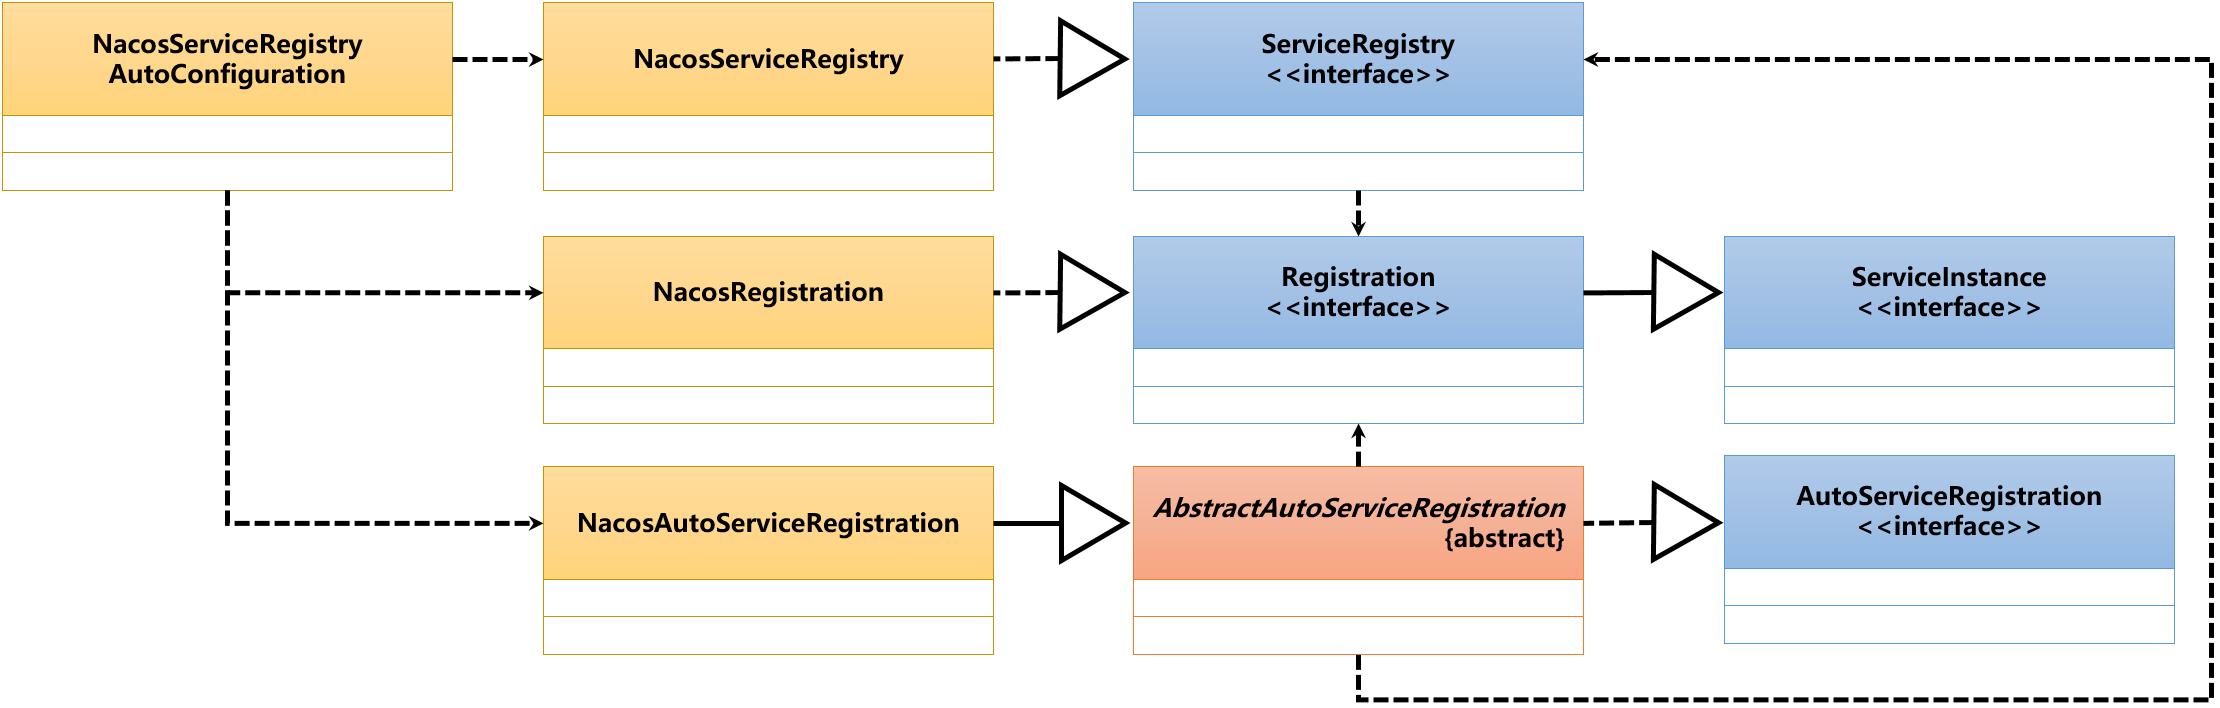 NacosServiceRegistry
AutoConfiguration
NacosServiceRegistry
ServiceRegistry
<<interface>>
NacosRegistration
Registration
<<interface>>
ServiceInstance
<<interface>>
NacosAutoServiceRegistration
AbstractAutoServiceRegistration
{abstract}
AutoServiceRegistration
<<interface>>